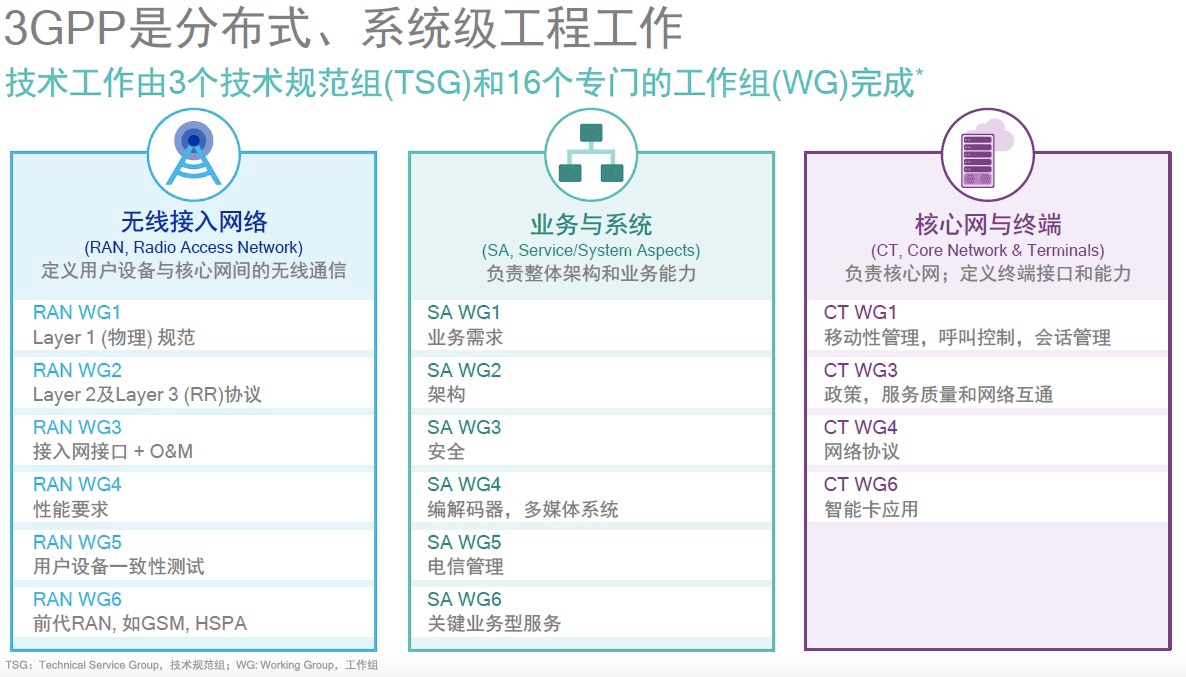 3GPP是分布式、系统级工程工作
技术工作由3个技术规范组(TSG)和16个专门的工作组(WG)完成*
无线接入网络
(RAN, Radio Access Network)
定义用户设备与核心网间的无线通信
RAN WG1
Layer 1 (物理) 规范
RAN WG2
Layer 2及Layer 3 (RR)协议
RAN WG3
接入网接口 + O&M
RAN WG4
性能要求
RAN WG5
用户设备一致性测试
RAN WG6
前代RAN, 如GSM, HSPA
业务与系统
(SA, Service/System Aspects)
负责整体架构和业务能力
SA WG1
业务需求
SA WG2
架构
SA WG3
安全
SA WG4
编解码器，多媒体系统
SA WG5
电信管理
SA WG6
关键业务型服务
核心网与终端
(CT, Core Network & Terminals)
负责核心网；定义终端接口和能力
CT WG1
移动性管理，呼叫控制，会话管理
CT WG3
政策，服务质量和网络互通
CT WG4
网络协议
CT WG6
智能卡应用
TSG：Technical Service Group，技术规范组；WG: Working Group，工作组